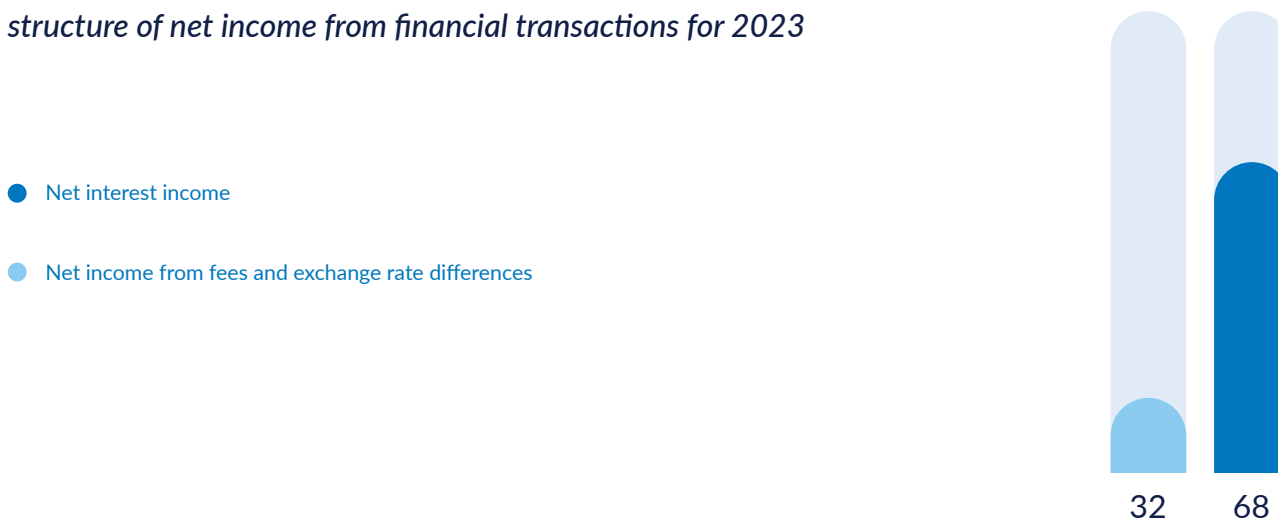 structure of net income from financial transactions for 2023
Net interest income
Net income from fees and exchange rate differences
32 68